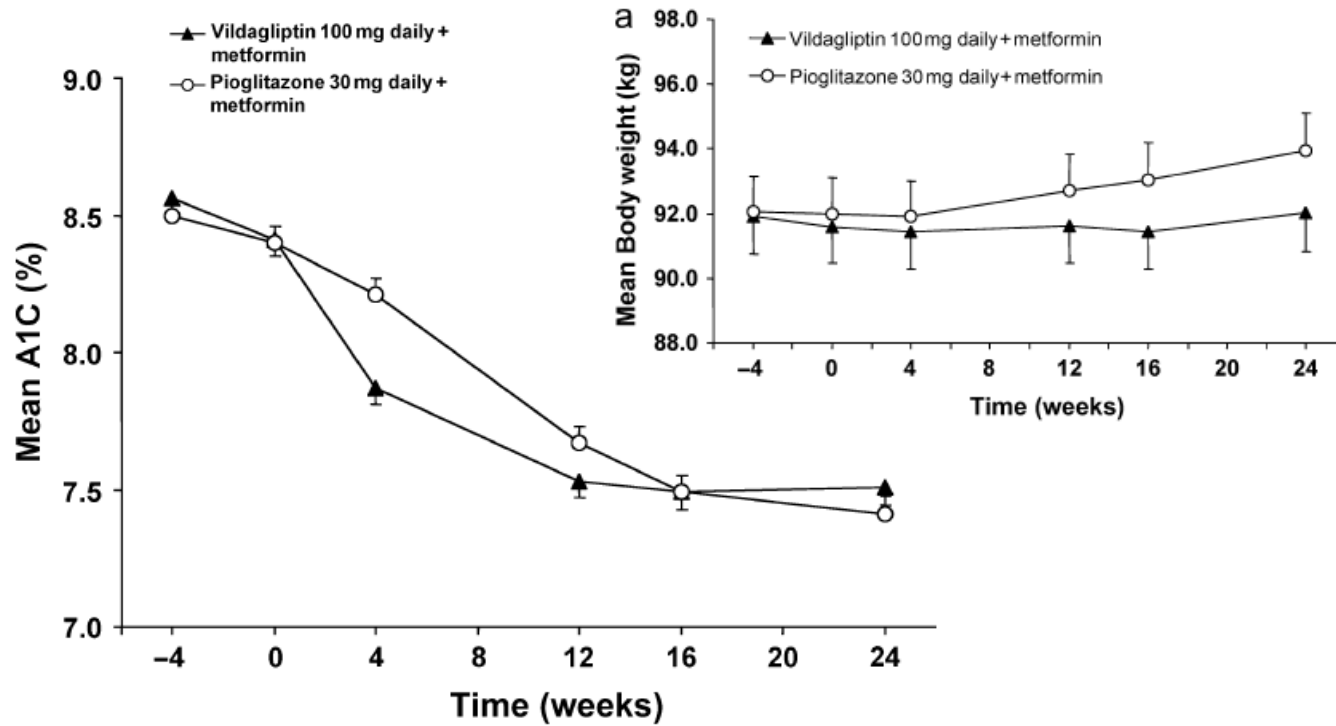 Vildagliptin 100 mg daily +
metformin
Pioglitazone 30 mg daily +
metformin
9.0
8.5
8.0
7.5
7.0
Mean A1C (%)
−4 0 4 8 12 16 20 24
Time (weeks)
a
Vildagliptin 100 mg daily + metformin
Pioglitazone 30 mg daily + metformin
98.0
96.0
94.0
92.0
90.0
88.0
Mean Body weight (kg)
−4 0 4 8 12 16 20 24
Time (weeks)